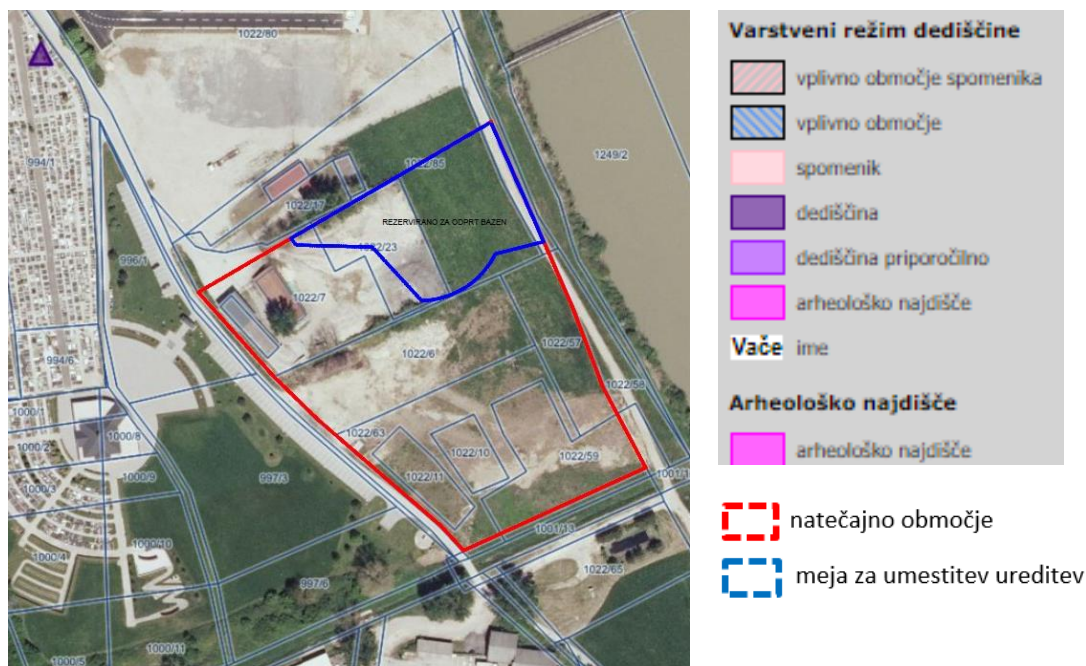 1022/80
994/1
1249/2
1022/85
1022/17
REZERVIRANO ZA ODPRT BAZEN
1022/23
996/1
1022/7
1022/6
1022/57
994/6
1022/58
1000/1
1000/2
1000/8
1022/63
1022/10
1022/59
1022/11
1000/9
997/3
1000/3
1001/1
1001/13
1000/10
1000/4
997/6
1022/65
1000/11
1000/5
Varstveni režim dediščine
vplivno območje spomenika
vplivno območje
spomenik
dediščina
dediščina priporočilno
arheološko najdišče
Vače ime
Arheološko najdišče
arheološko najdišče
natečajno območje
meja za umestitev ureditev